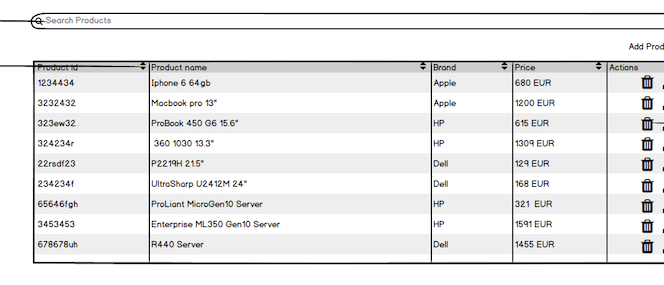 Search Products
Add Prod
Product id Product name Brand Price Actions
1234434 Iphone 6 64gb Apple 680 EUR
3232432 Macbook pro 13" Apple 1200 EUR
323ew32 ProBook 450 G6 15.6" HP 615 EUR
324234r 360 1030 13.3" HP 1309 EUR
22rsdf23 P2219H 21.5" Dell 129 EUR
234234f UltraSharp U2412M 24" Dell 168 EUR
65646fgh ProLiant MicroGen10 Server HP 321 EUR
3453453 Enterprise ML350 Gen10 Server HP 1591 EUR
678678uh R440 Server Dell 1455 EUR